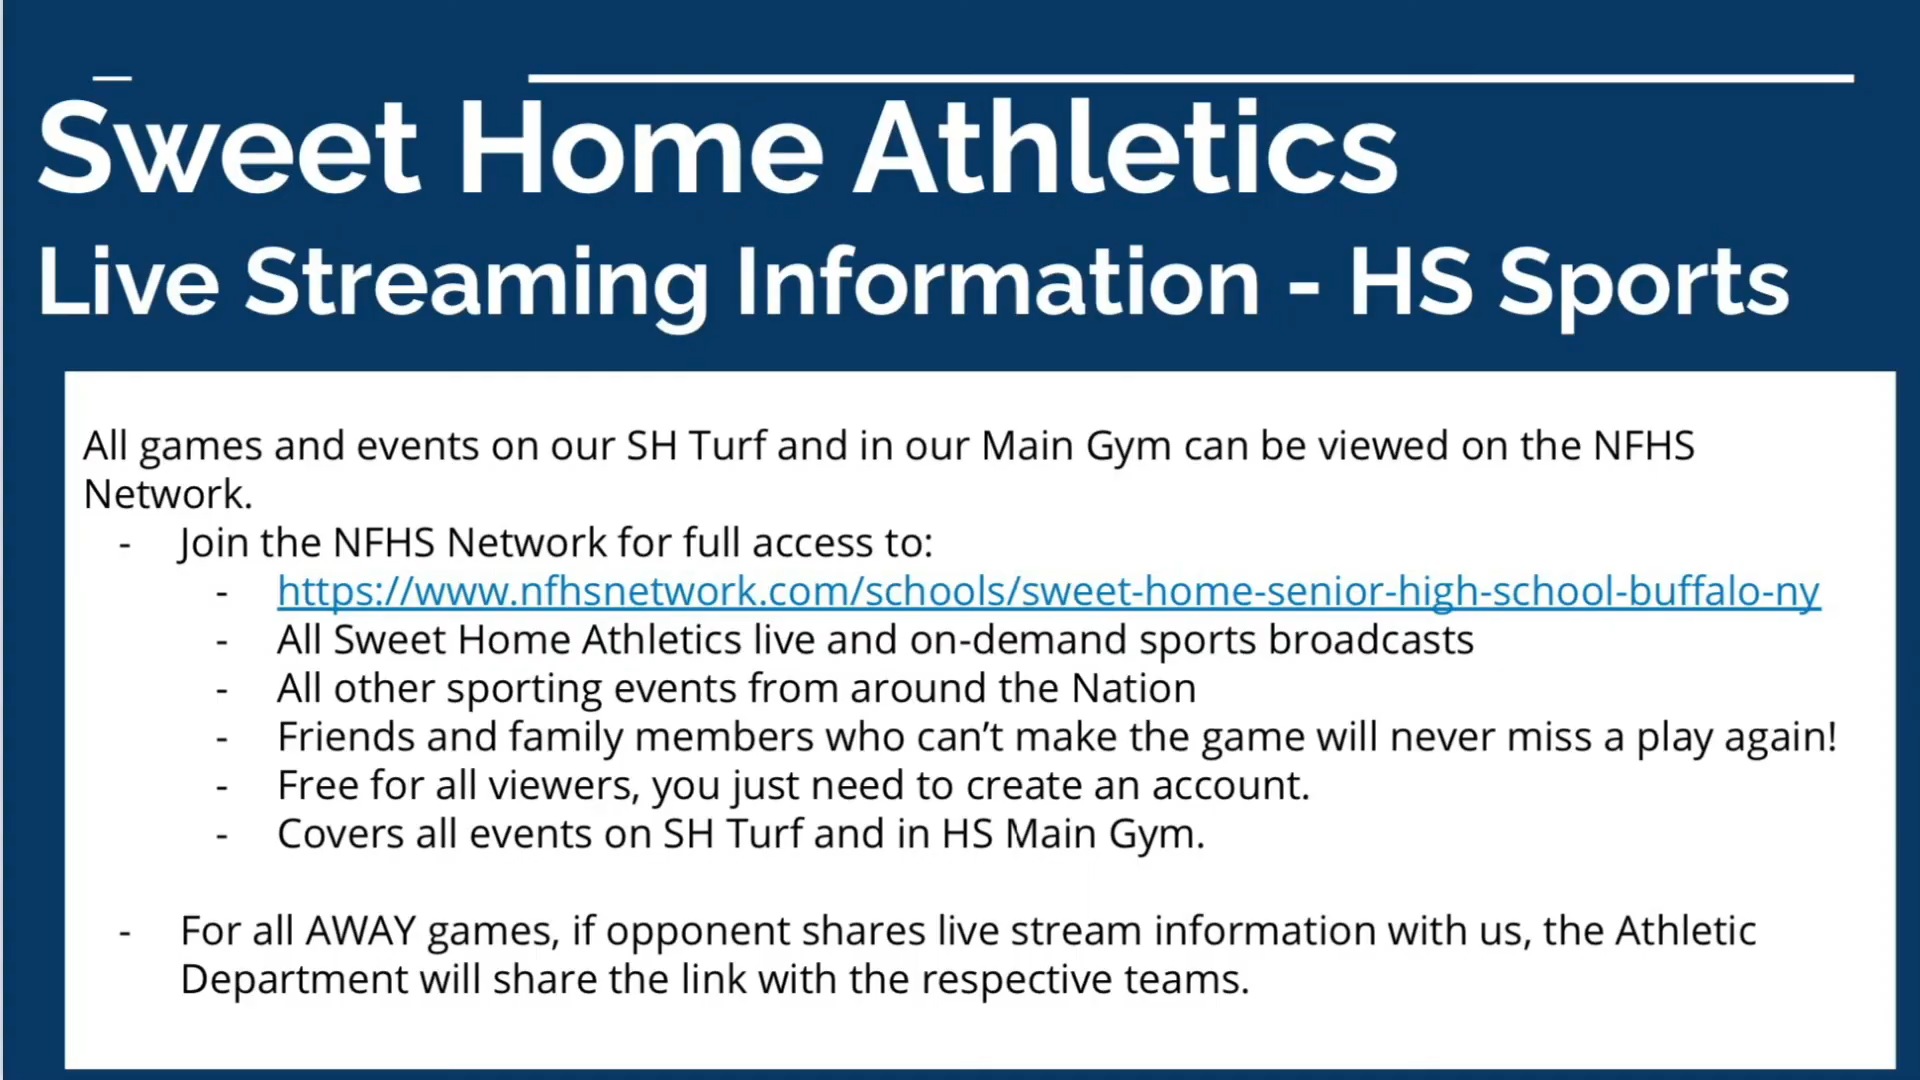 Sweet Home Athletics
Live Streaming Information - HS Sports
All games and events on our SH Turf and in our Main Gym can be viewed on the NFHS
Network.
- Join the NFHS Network for full access to:
- https://www.nfhsnetwork.com/schools/sweet-home-senior-high-school-buffalo-ny
- All Sweet Home Athletics live and on-demand sports broadcasts
- All other sporting events from around the Nation
- Friends and family members who can’t make the game will never miss a play again!
- Free for all viewers, you just need to create an account.
- Covers all events on SH Turf and in HS Main Gym.
- For all AWAY games, if opponent shares live stream information with us, the Athletic
Department will share the link with the respective teams.